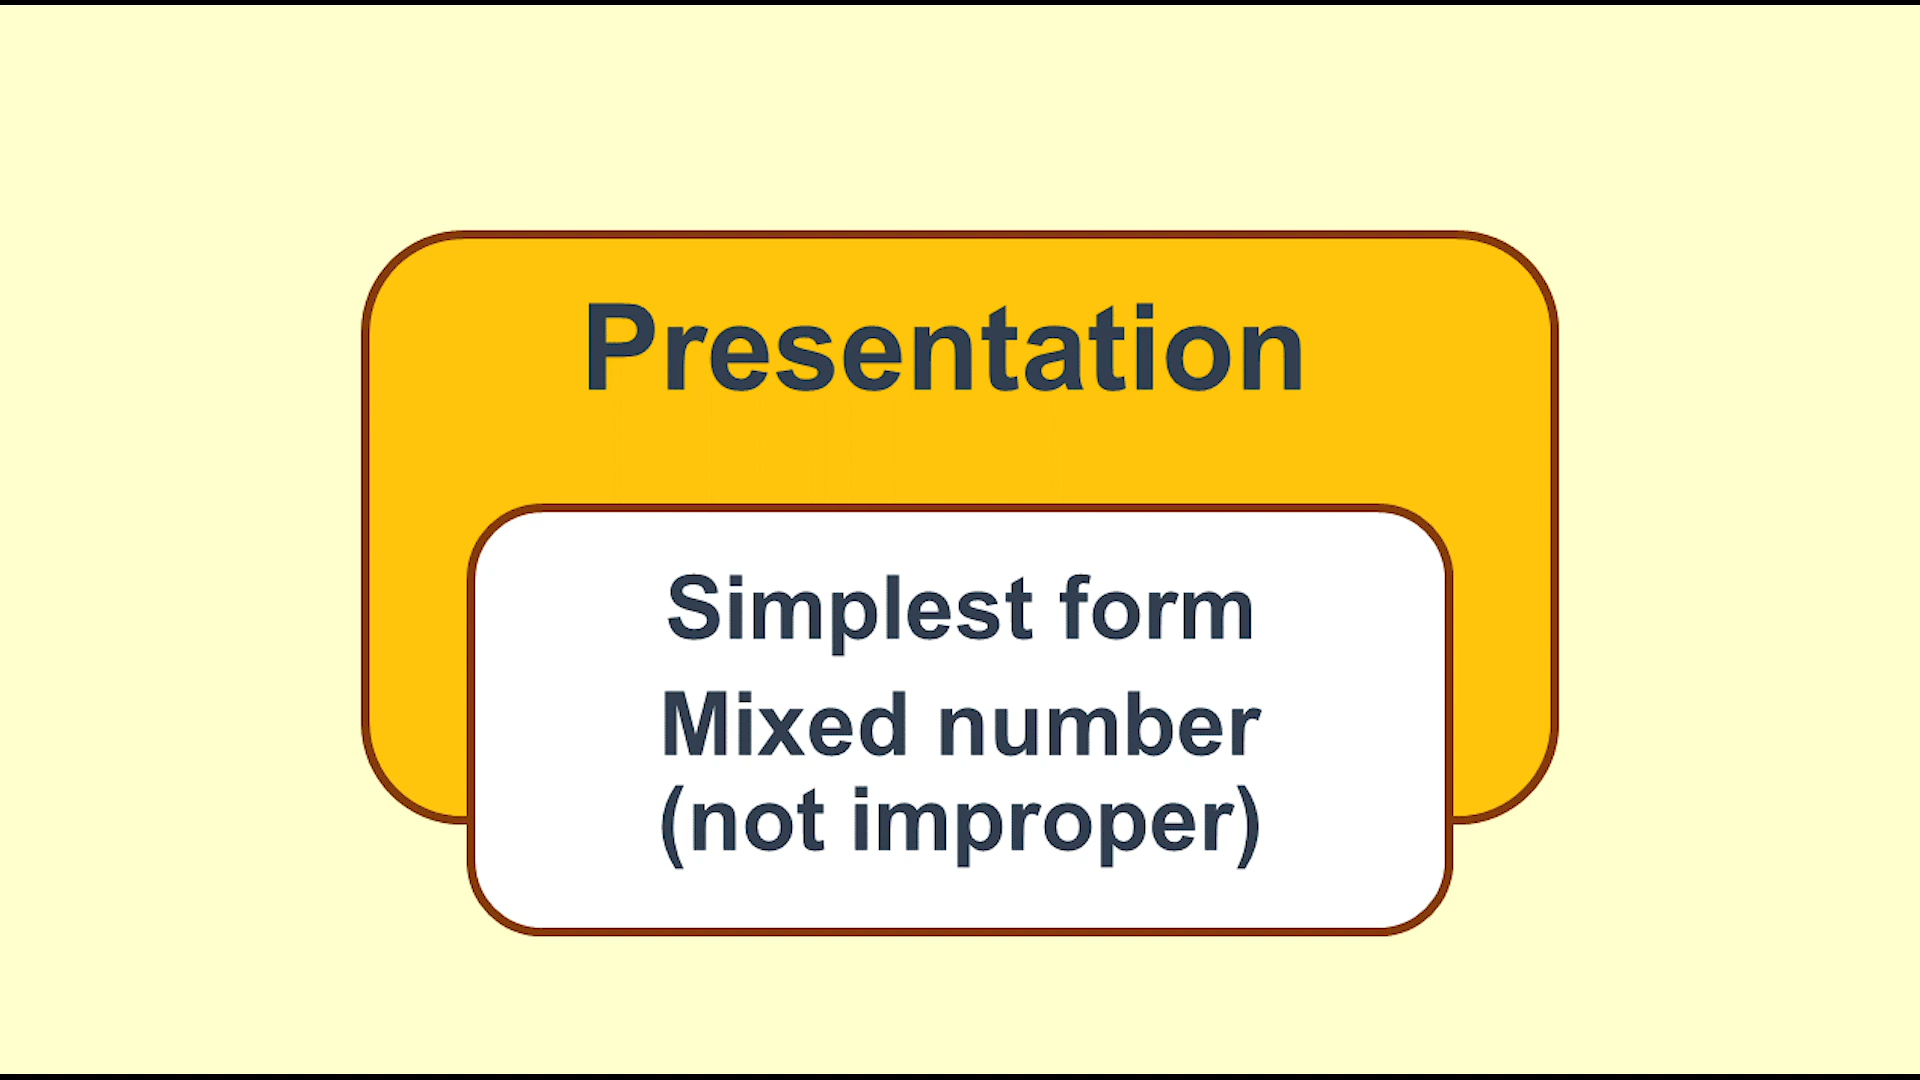 Presentation
Simplest form
Mixed number
(not improper)